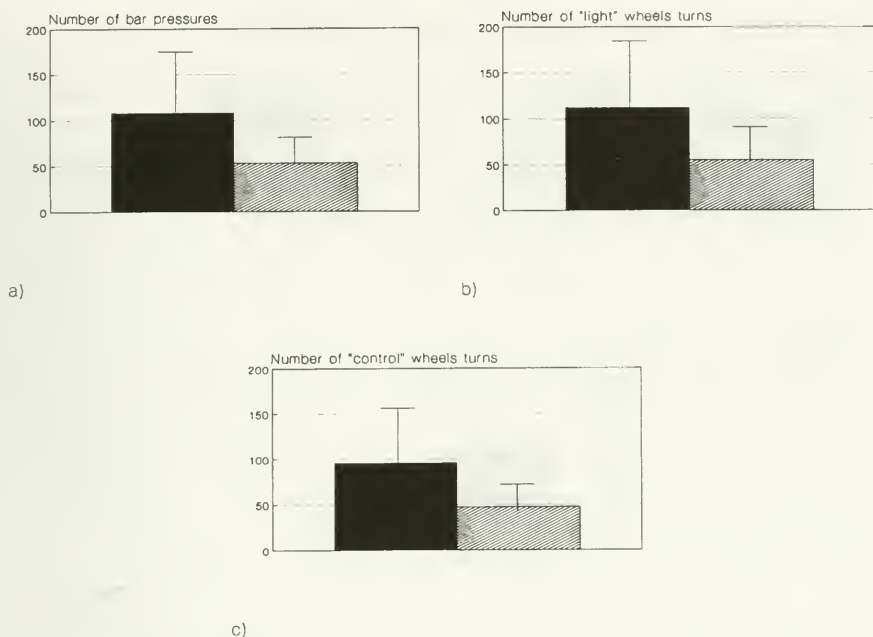 Number of bar pressures
200
150
100
50
0
a)
Number of "light" wheels turns
200
150
100
50
0
b)
Number of "control" wheels turns
200
150
100
50
0
c)